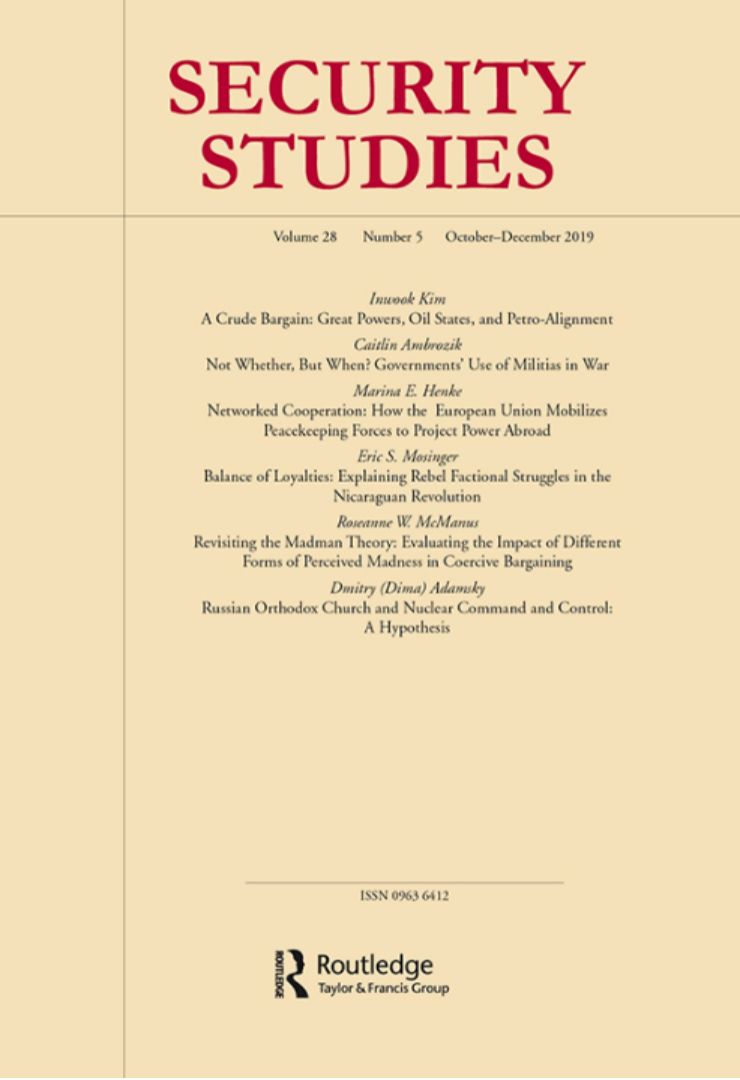 SECURITY
STUDIES
Volume 28 Number 5 October–December 2019
Inwook Kim
A Crude Bargain: Great Powers, Oil States, and Petro-Alignment
Caitlin Ambrozik
Not Whether, But When? Governments' Use of Militias in War
Marina E. Henke
Networked Cooperation: How the European Union Mobilizes
Peacekeeping Forces to Project Power Abroad
Eric S. Mosinger
Balance of Loyalties: Explaining Rebel Factional Struggles in the
Nicaraguan Revolution
Roseanne W. McManus
Revisiting the Madman Theory: Evaluating the Impact of Different
Forms of Perceived Madness in Coercive Bargaining
Dmitry (Dima) Adamsky
Russian Orthodox Church and Nuclear Command and Control:
A Hypothesis
ISSN 0963 6412
ROUTLEDGE
Routledge
Taylor & Francis Group